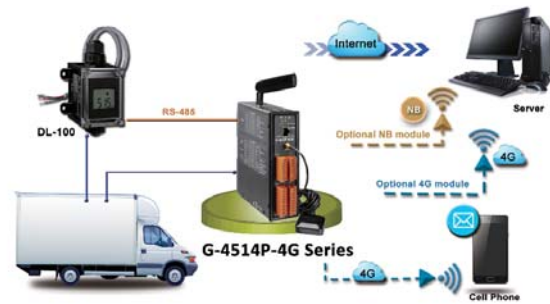 Internet
Server
NB
Optional NB module
DL-100
RS-485
4G
Optional 4G module
G-4514P-4G Series
4G
Cell Phone